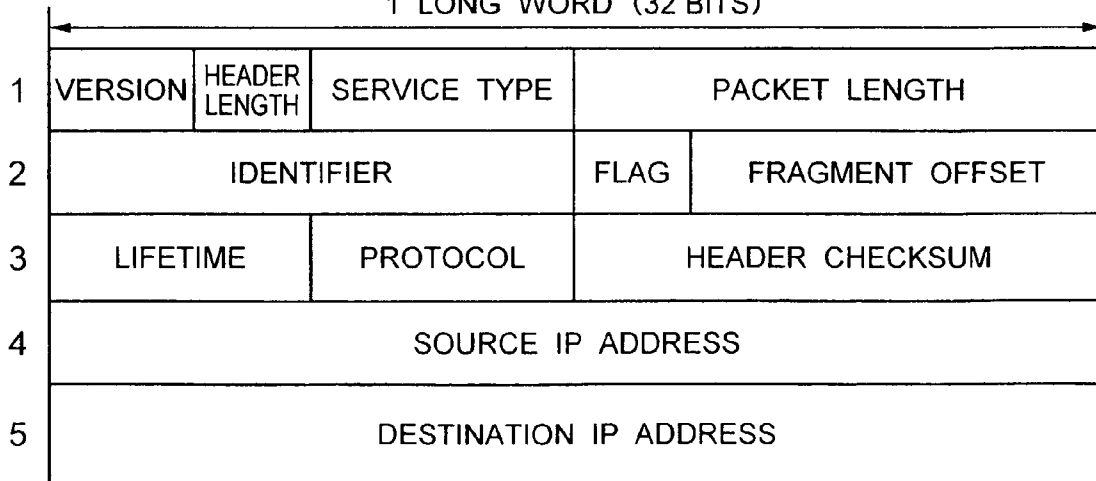 1 LONG WORD (32 BITS)
1 VERSION HEADER LENGTH SERVICE TYPE PACKET LENGTH
2 IDENTIFIER FLAG FRAGMENT OFFSET
3 LIFETIME PROTOCOL HEADER CHECKSUM
4 SOURCE IP ADDRESS
5 DESTINATION IP ADDRESS